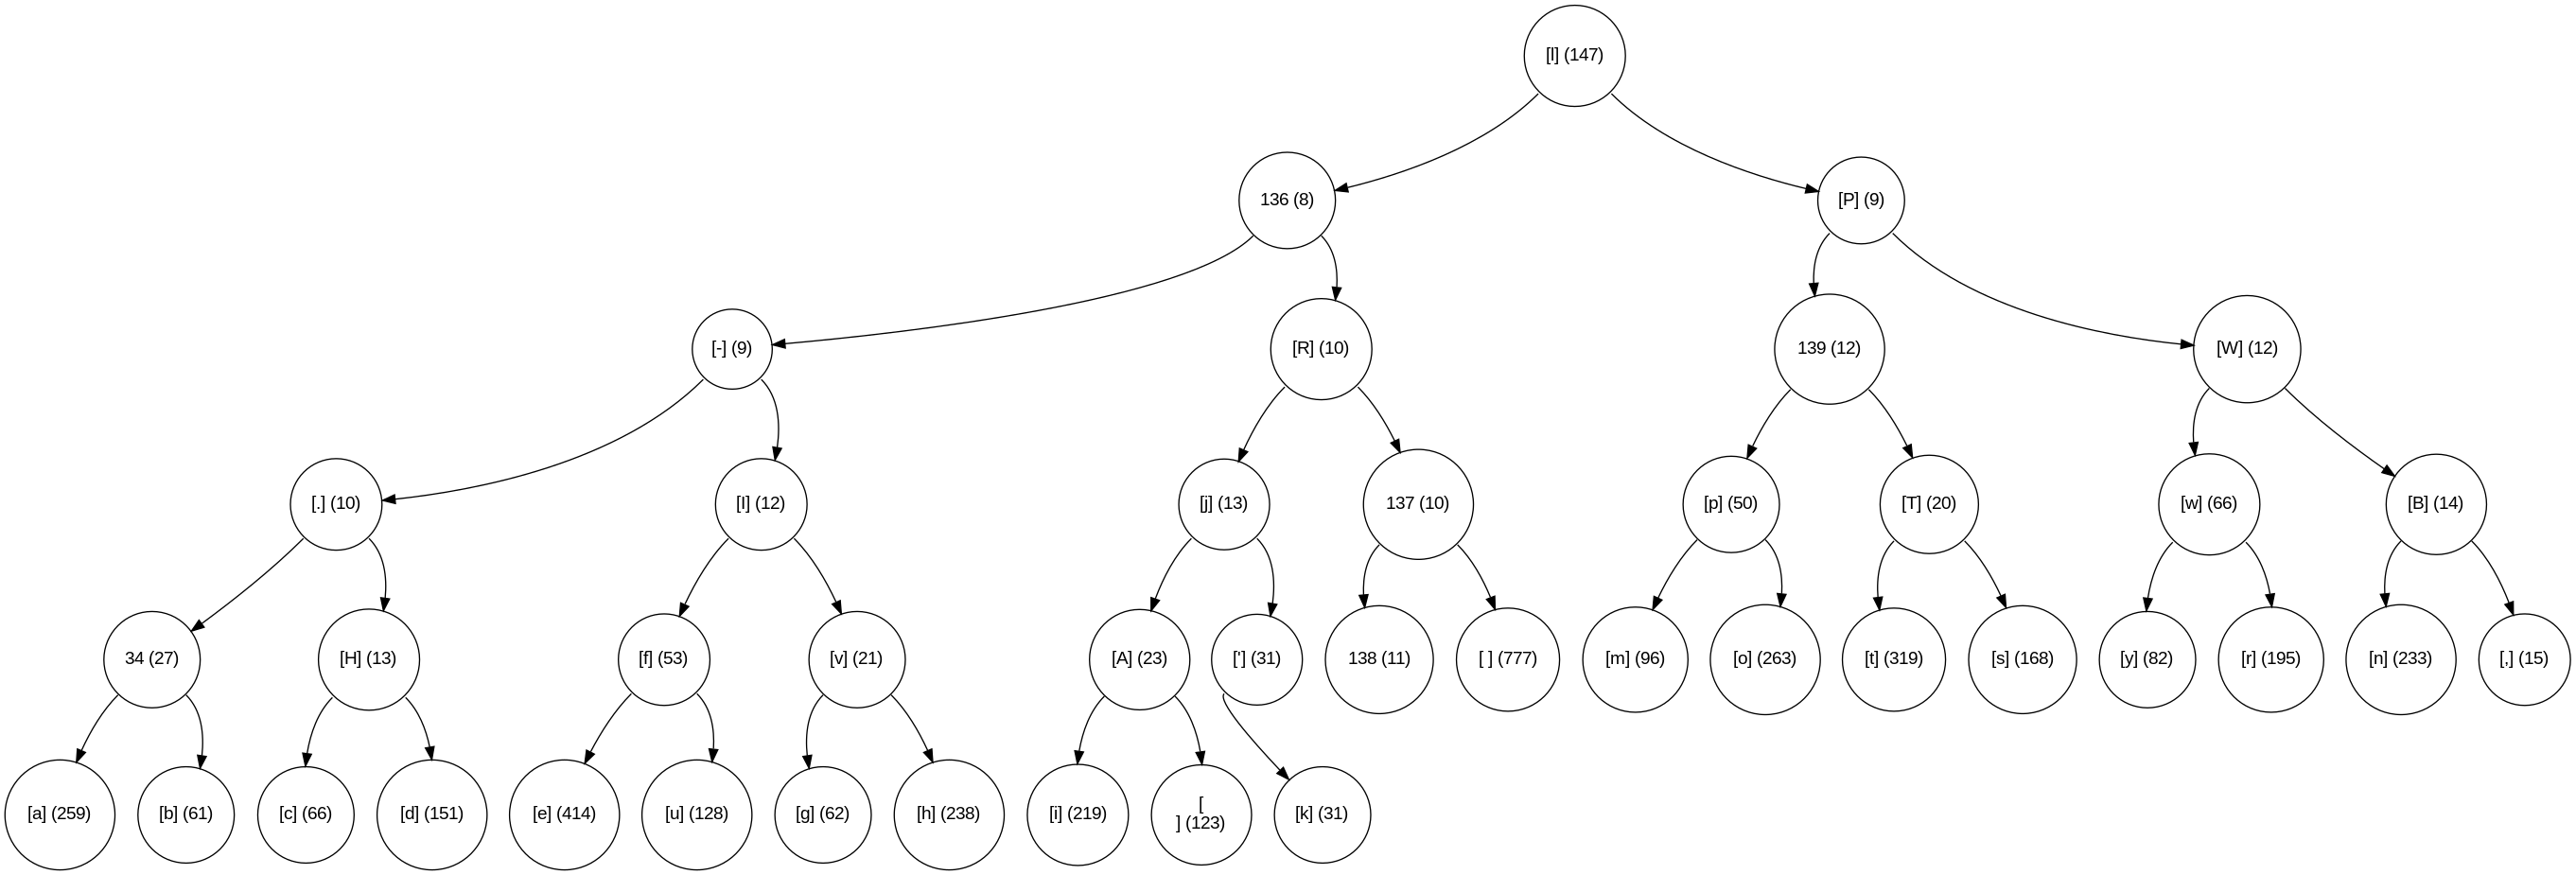 [l] (147)
136 (8)
[P] (9)
[-] (9)
[R] (10)
139 (12)
[W] (12)
[.] (10)
[I] (12)
[j] (13)
137 (10)
[p] (50)
[T] (20)
[w] (66)
[B] (14)
34 (27)
[H] (13)
[f] (53)
[v] (21)
[A] (23)
['] (31)
138 (11)
[ ] (777)
[m] (96)
[o] (263)
[t] (319)
[s] (168)
[y] (82)
[r] (195)
[n] (233)
[,] (15)
[a] (259)
[b] (61)
[c] (66)
[d] (151)
[e] (414)
[u] (128)
[g] (62)
[h] (238)
[i] (219)
[
] (123)
[k] (31)